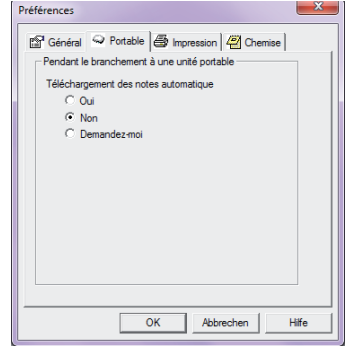 Préférences
Général Portable Impression Chemise
Pendant le branchement à une unité portable
Téléchargement des notes automatique
Oui
Non
Demandez-moi
OK Abbrechen Hilfe